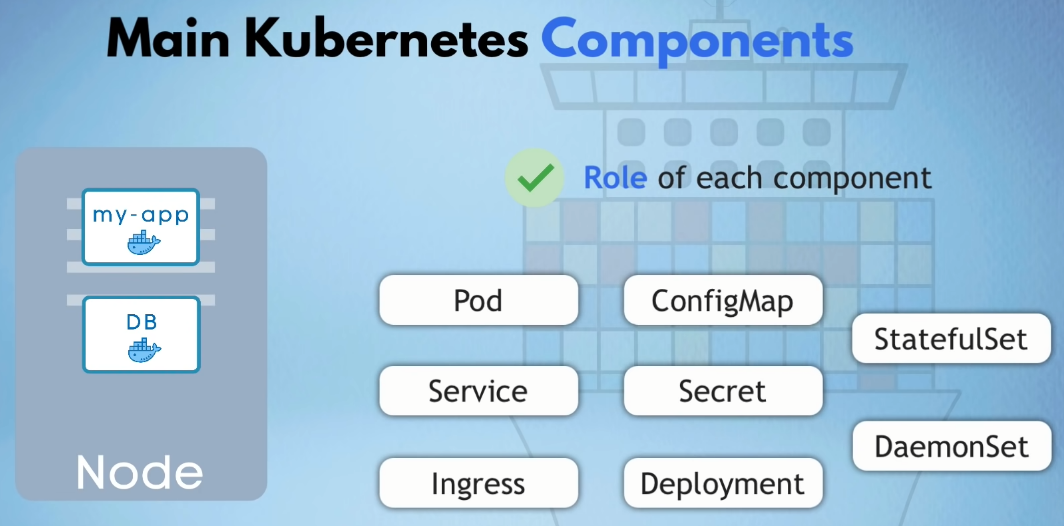 Main Kubernetes Components
Role of each component
my-app
DB
Node
Pod
ConfigMap
StatefulSet
Service
Secret
DaemonSet
Ingress
Deployment